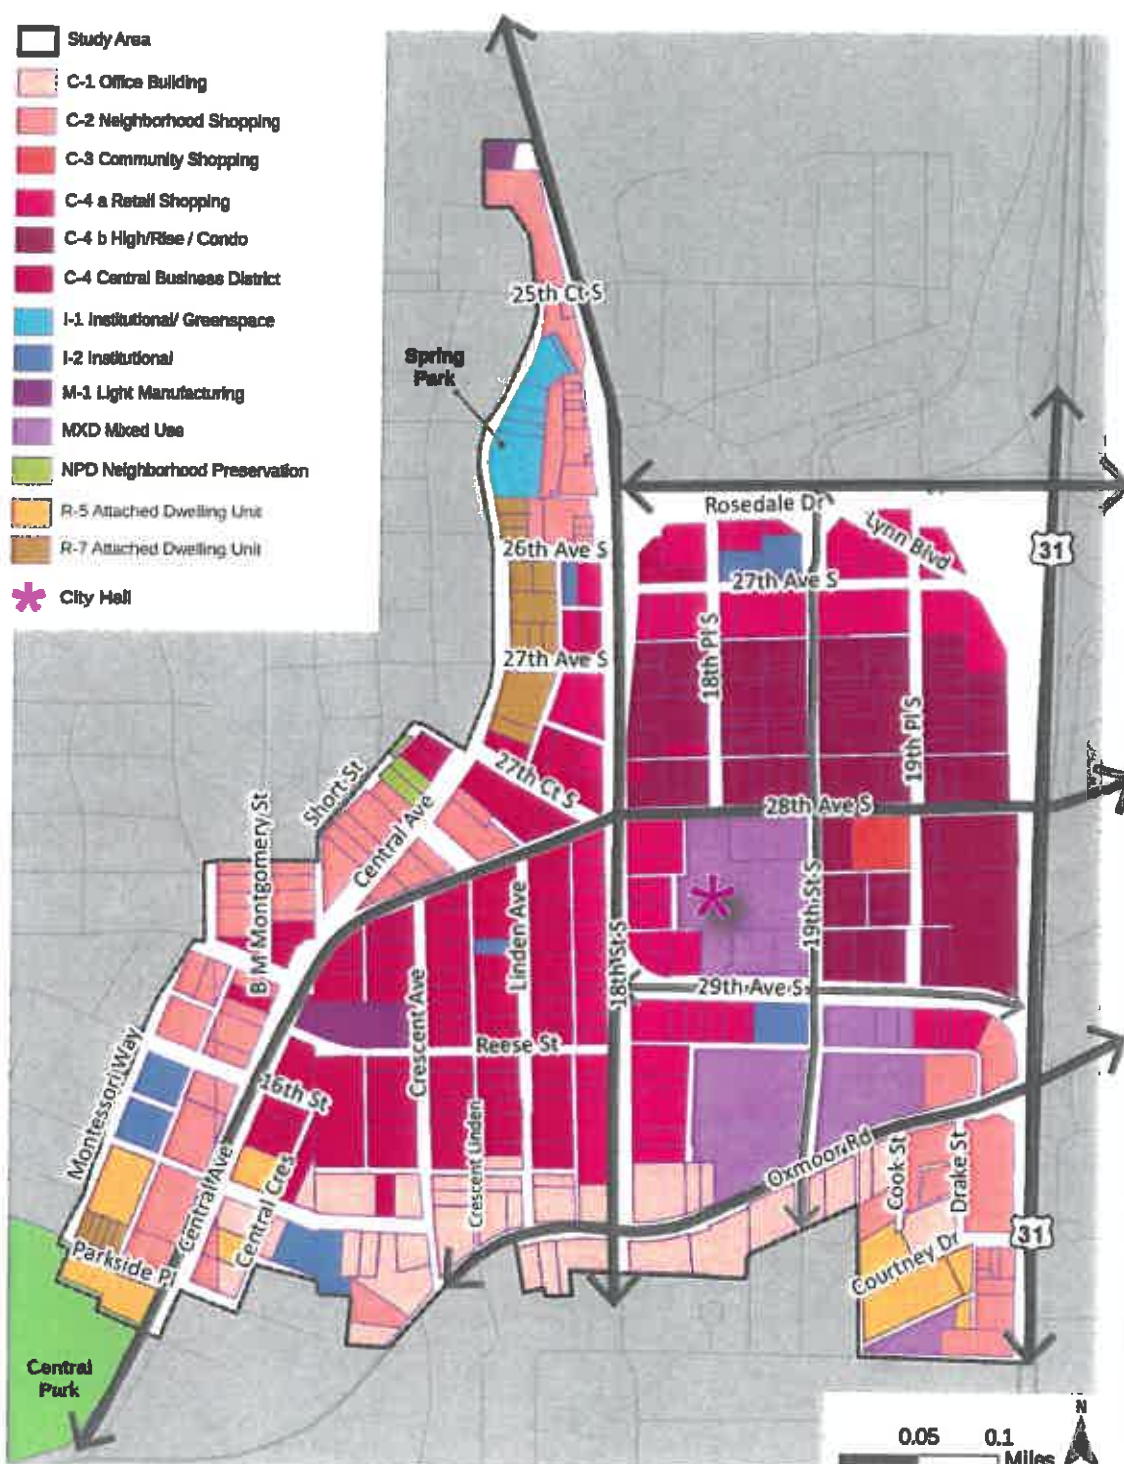 Study Area
C-1 Office Building
C-2 Neighborhood Shopping
C-3 Community Shopping
C-4 a Retail Shopping
C-4 b High/Rise / Condo
C-4 Central Business District
I-1 Institutional/ Greenspace
I-2 Institutional
M-1 Light Manufacturing
MXD Mixed Use
NPD Neighborhood Preservation
R-5 Attached Dwelling Unit
R-7 Attached Dwelling Unit
City Hall
25th Ct S
Spring
Park
Rosedale Dr
Lynn Blvd
31
26th Ave S
27th Ave S
18th Pl S
27th Ave S
19th Pl S
27th Ct S
28th Ave S
Short St
Central Ave
B M Montgomery St
Linden Ave
18th St S
19th St S
29th Ave S
Crescent Ave
Reese St
Montessori Way
16th St
Crescent Linden
Oxmoor Rd
Cook St
Drake St
Central Ave
Central Cres
31
Parkside Pl
Courtney Dr
Central
Park
N
0.05 0.1
Miles